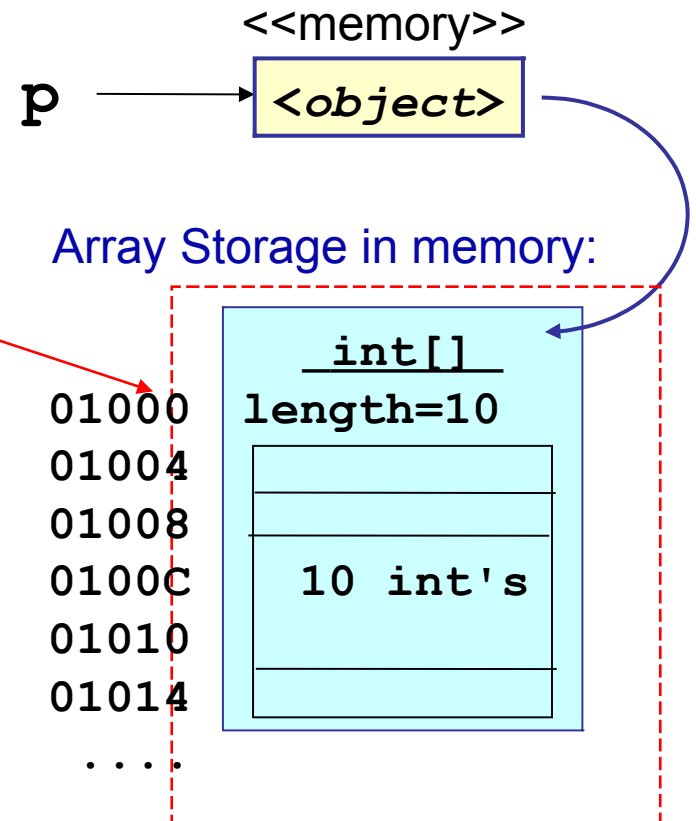 <<memory>>
p <object>
Array Storage in memory:
int[]
01000 length=10
01004
01008
0100C 10 int's
01010
01014
....